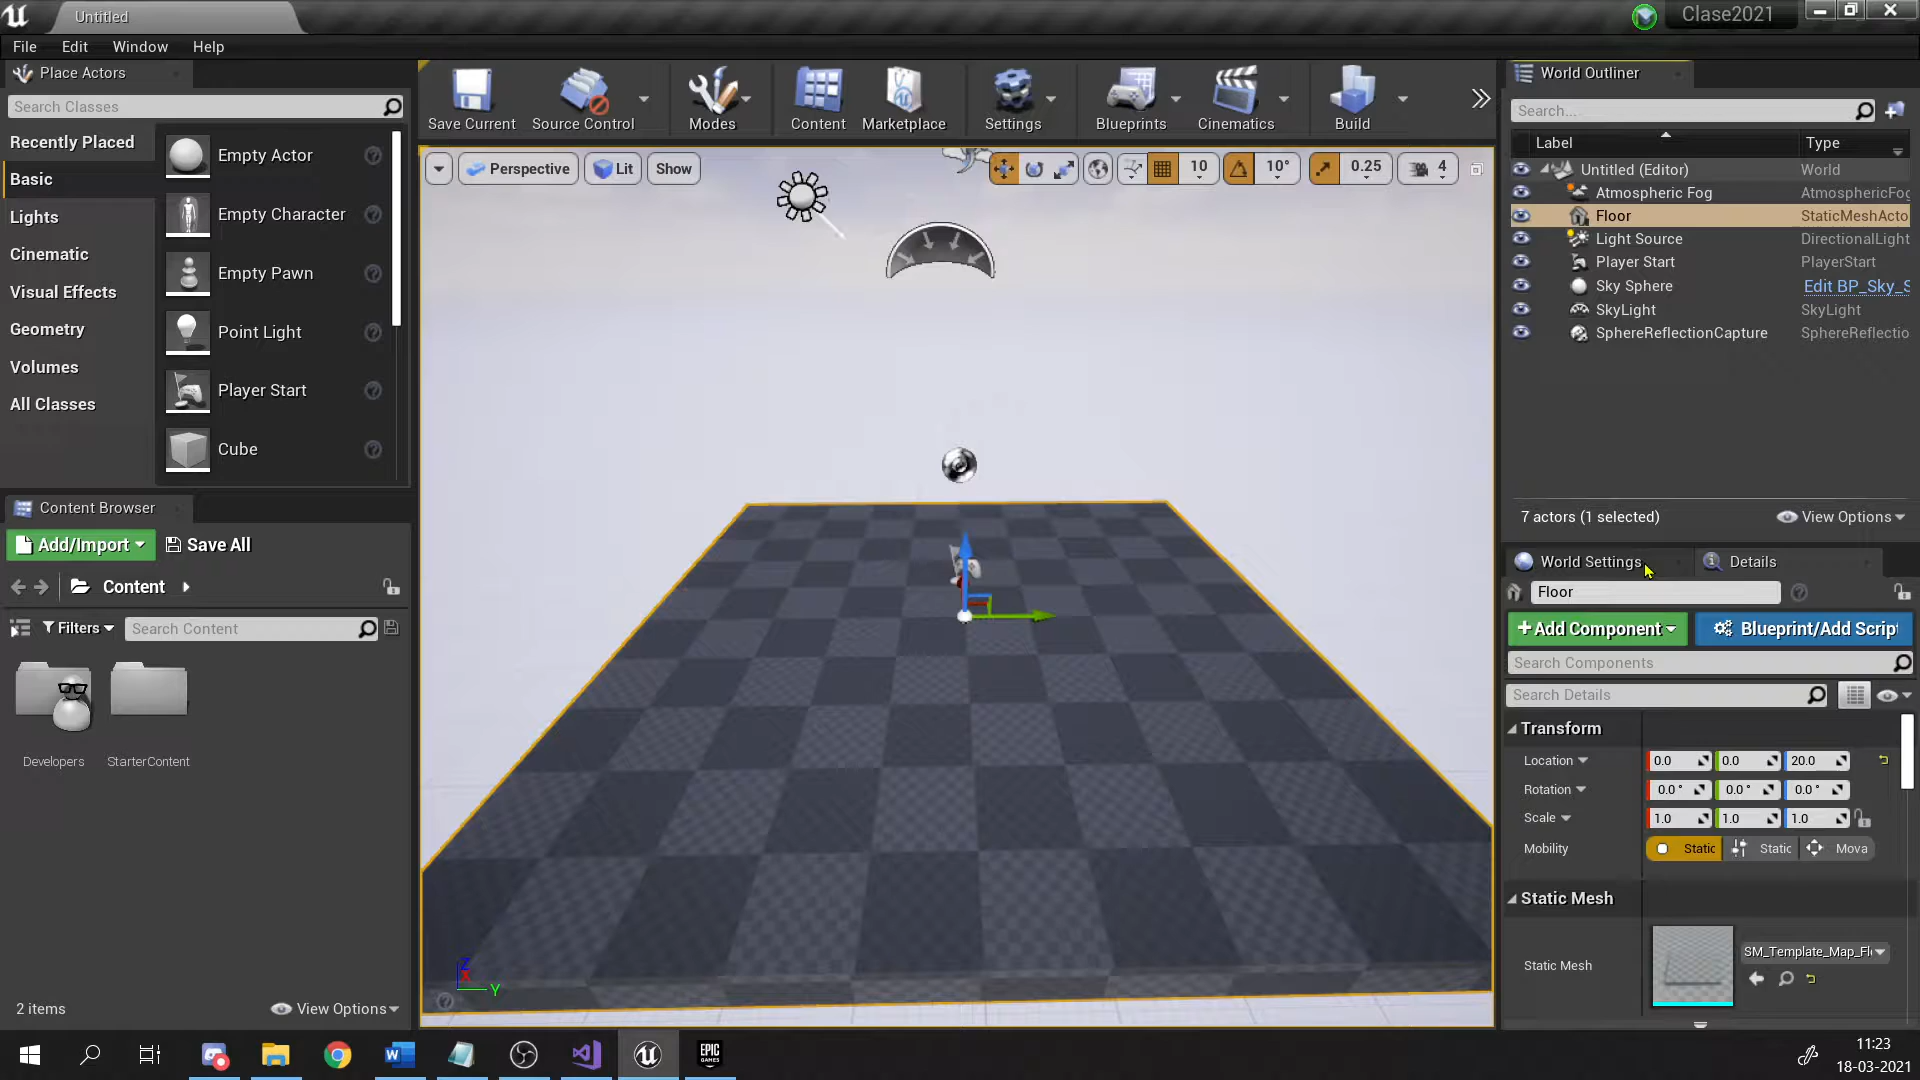 Untitled
Clase2021
File Edit Window Help
Place Actors
Search Classes
Recently Placed
Basic
Lights
Cinematic
Visual Effects
Geometry
Volumes
All Classes
Empty Actor
Empty Character
Empty Pawn
Point Light
Player Start
Cube
Content Browser
Add/Import Save All
Content
Filters Search Content
Developers StarterContent
2 items View Options
Save Current Source Control Modes Content Marketplace Settings Blueprints Cinematics Build
Perspective Lit Show 10 10° 0.25 4
Z
X
Y
World Outliner
Search...
Label Type
Untitled (Editor) World
Atmospheric Fog AtmosphericFog
Floor StaticMeshActo
Light Source DirectionalLight
Player Start PlayerStart
Sky Sphere Edit BP_Sky_S
SkyLight SkyLight
SphereReflectionCapture SphereReflectio
7 actors (1 selected) View Options
World Settings Details
Floor
+Add Component Blueprint/Add Script
Search Components
Search Details
Transform
Location 0.0 0.0 20.0
Rotation 0.0° 0.0° 0.0°
Scale 1.0 1.0 1.0
Mobility Static Static Mova
Static Mesh
Static Mesh SM_Template_Map_Fl
EPIC
GAMES
11:23
18-03-2021